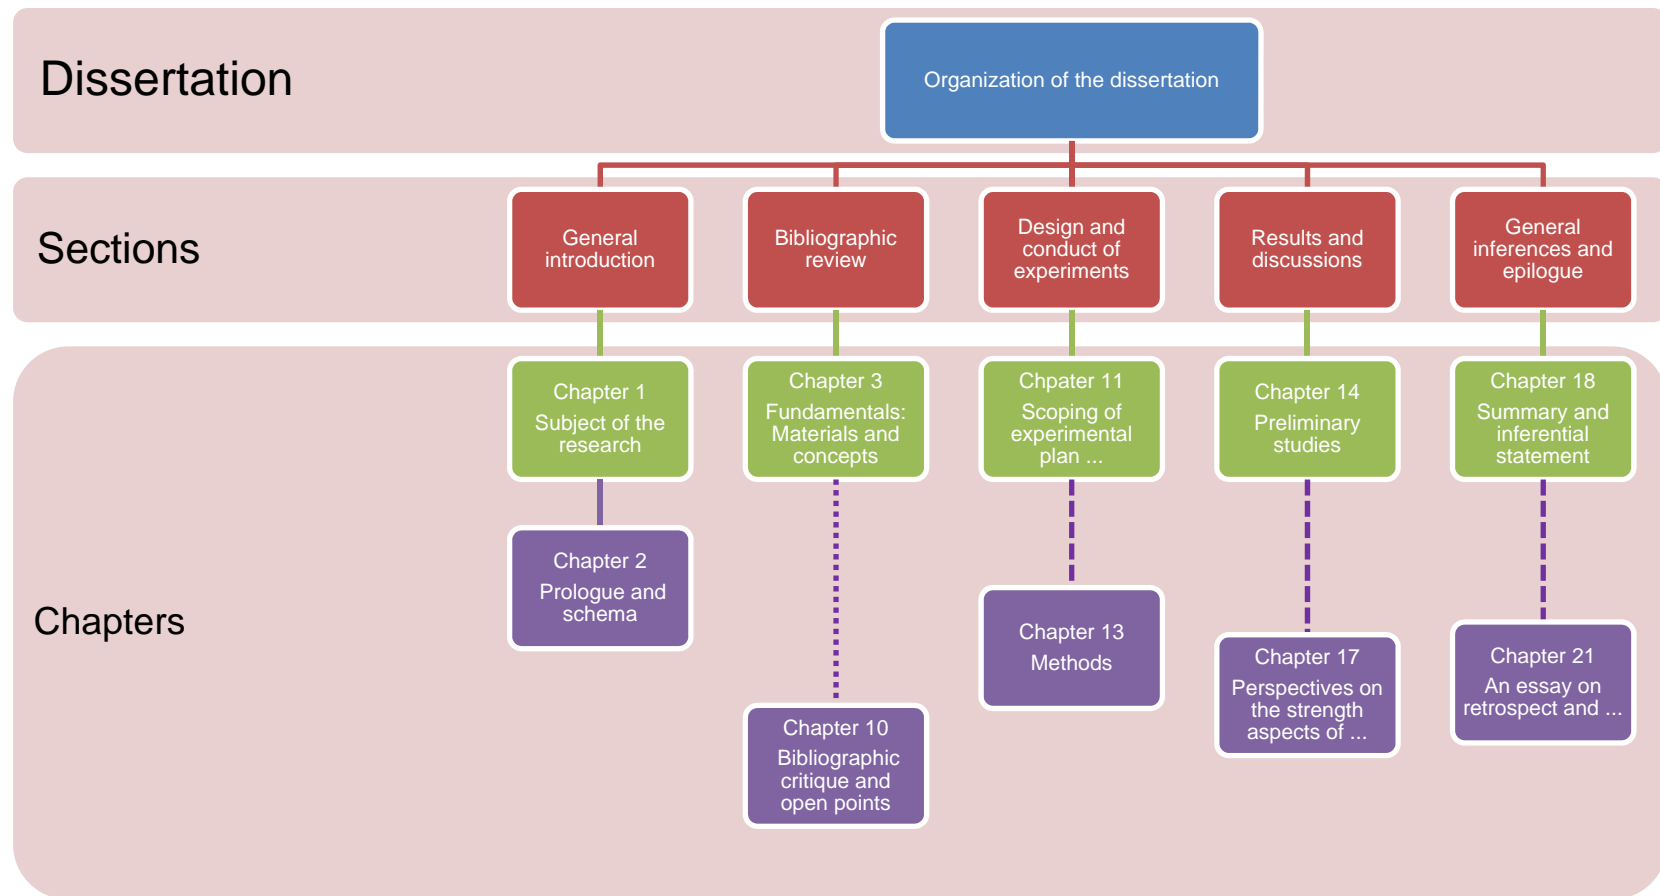 Dissertation
Organization of the dissertation
Sections
General
introduction
Bibliographic
review
Design and
conduct of
experiments
Results and
discussions
General
inferences and
epilogue
Chapters
Chapter 1
Subject of the
research
Chapter 3
Fundamentals:
Materials and
concepts
Chpater 11
Scoping of
experimental
plan ...
Chapter 14
Preliminary
studies
Chapter 18
Summary and
inferential
statement
Chapter 2
Prologue and
schema
Chapter 10
Bibliographic
critique and
open points
Chapter 13
Methods
Chapter 17
Perspectives on
the strength
aspects of ...
Chapter 21
An essay on
retrospect and ...